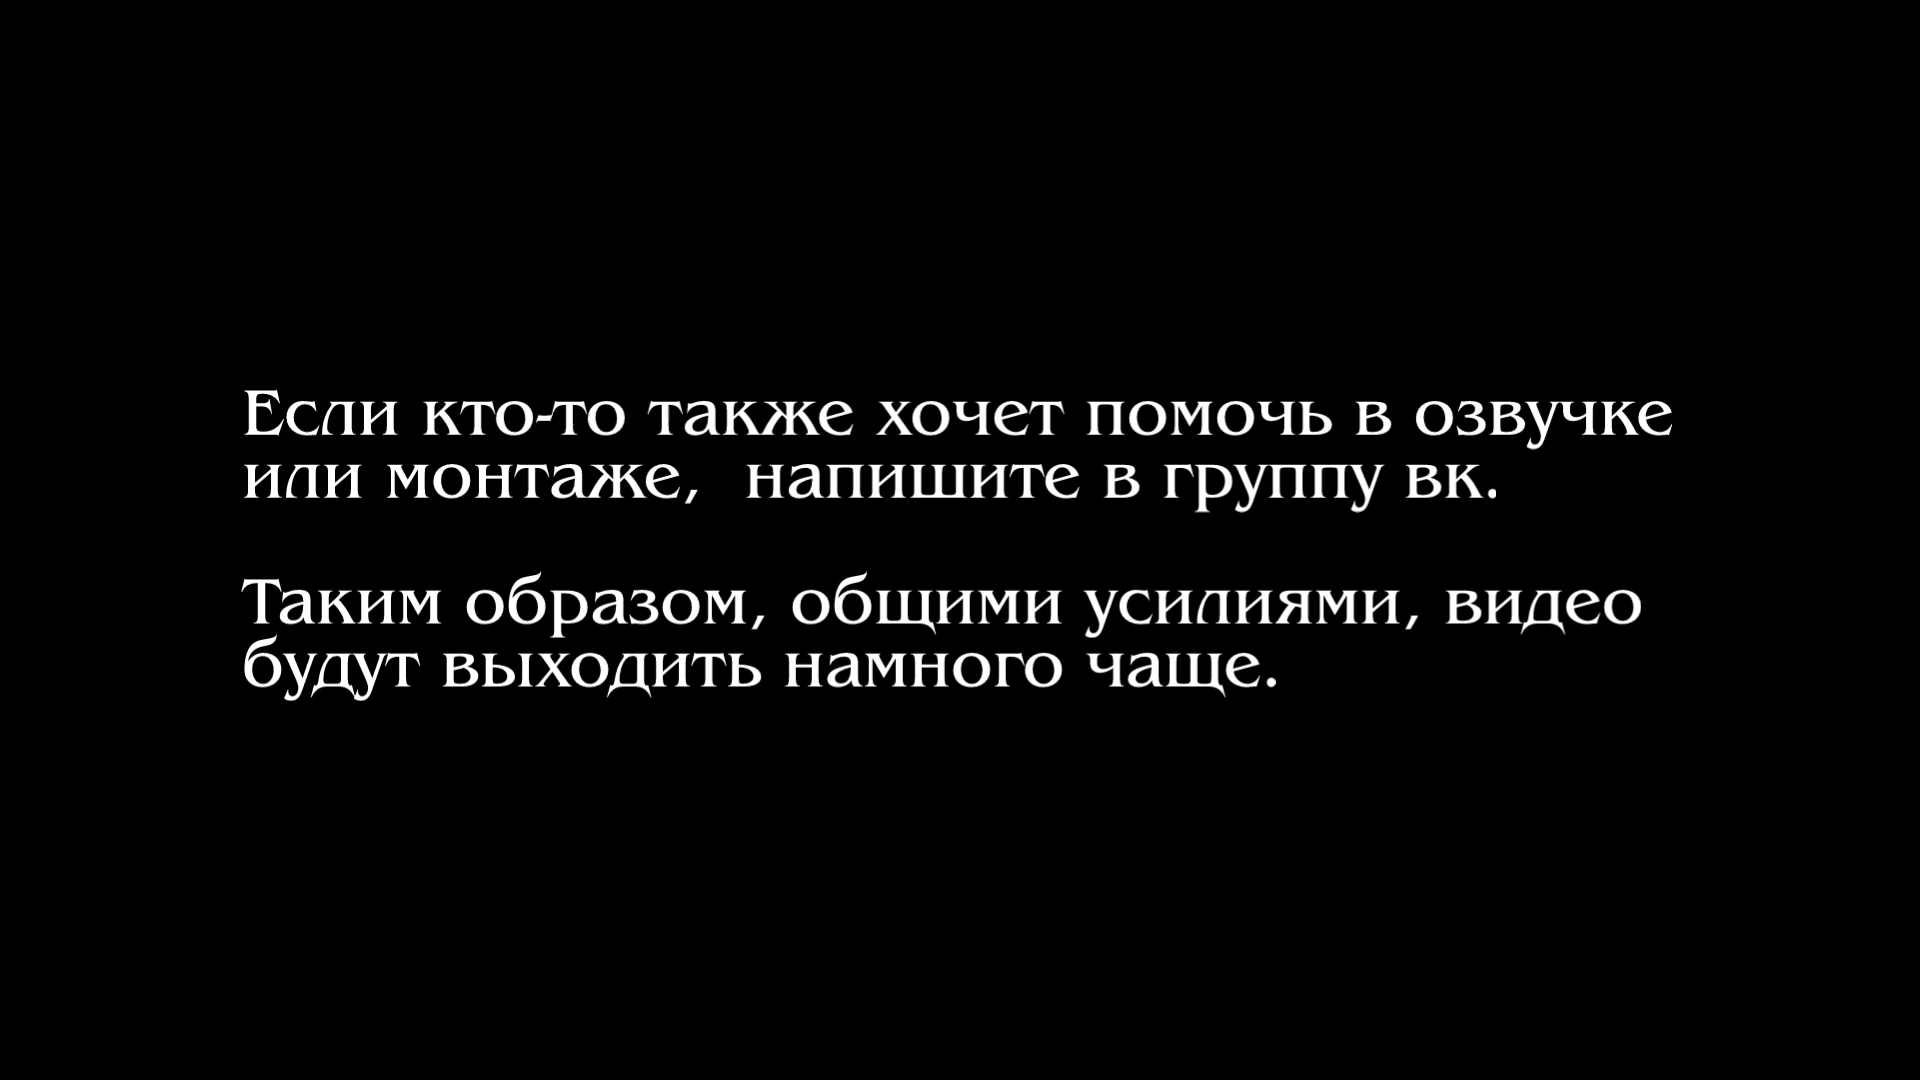 Если кто-то также хочет помочь в озвучке
или монтаже,  напишите в группу вк.
Таким образом, общими усилиями, видео
будут выходить намного чаще.